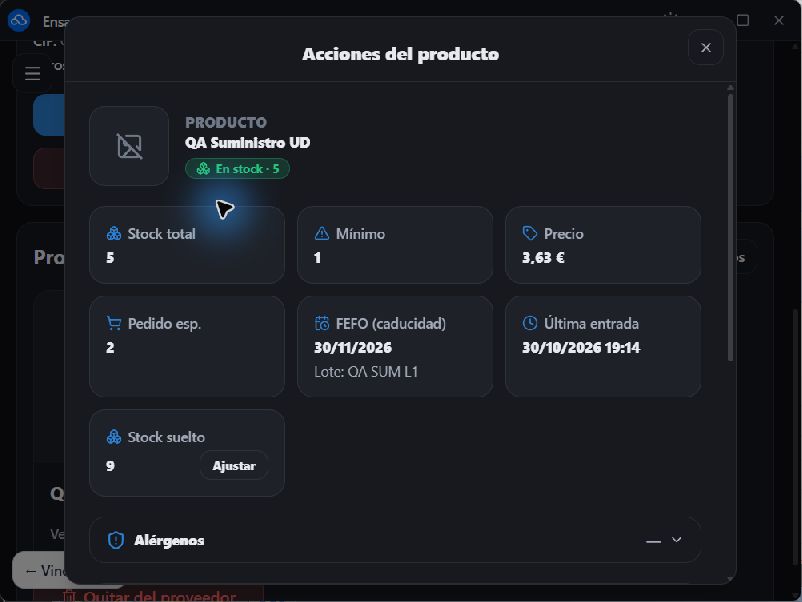 Acciones del producto
PRODUCTO
QA Suministro UD
En stock · 5
Stock total
5
Mínimo
1
Precio
3,63 €
Pedido esp.
2
FEFO (caducidad)
30/11/2026
Lote: QA SUM L1
Última entrada
30/10/2026 19:14
Stock suelto
9
Ajustar
Alérgenos
—
← Vinc
Quitar del proveedor